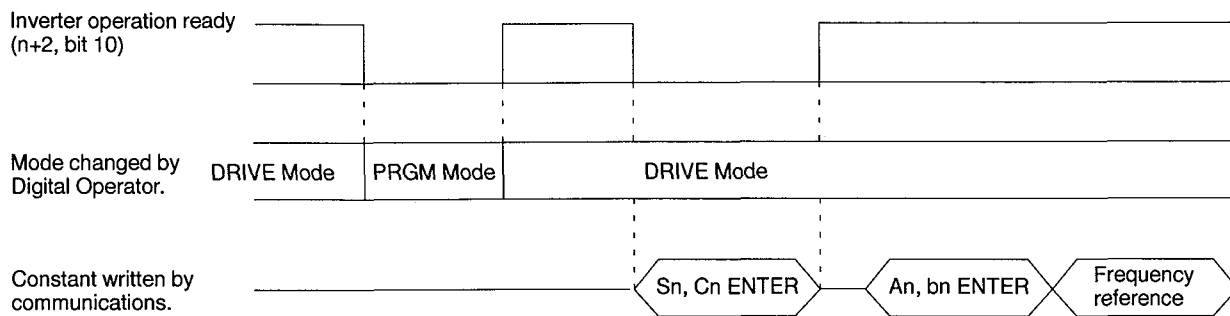 Inverter operation ready
(n+2, bit 10)
Mode changed by
Digital Operator.
DRIVE Mode
PRGM Mode
DRIVE Mode
Constant written by
communications.
Sn, Cn ENTER
An, bn ENTER
Frequency
reference